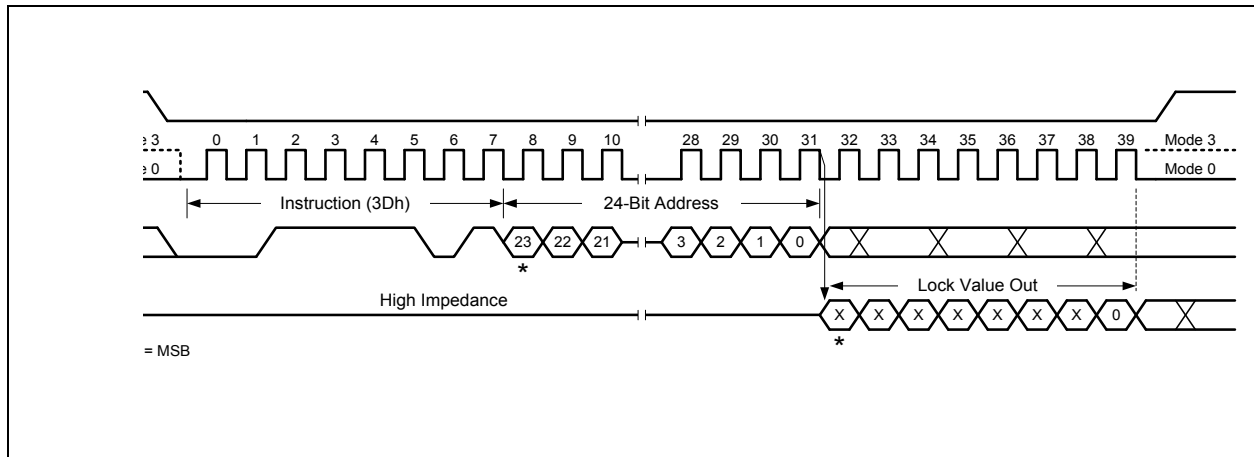 0 1 2 3 4 5 6 7 8 9 10 28 29 30 31 32 33 34 35 36 37 38 39
e 3 Mode 3
e 0 Mode 0
Instruction (3Dh) 24-Bit Address
23 22 21 3 2 1 0
*
Lock Value Out
High Impedance
X X X X X X X 0
*
= MSB